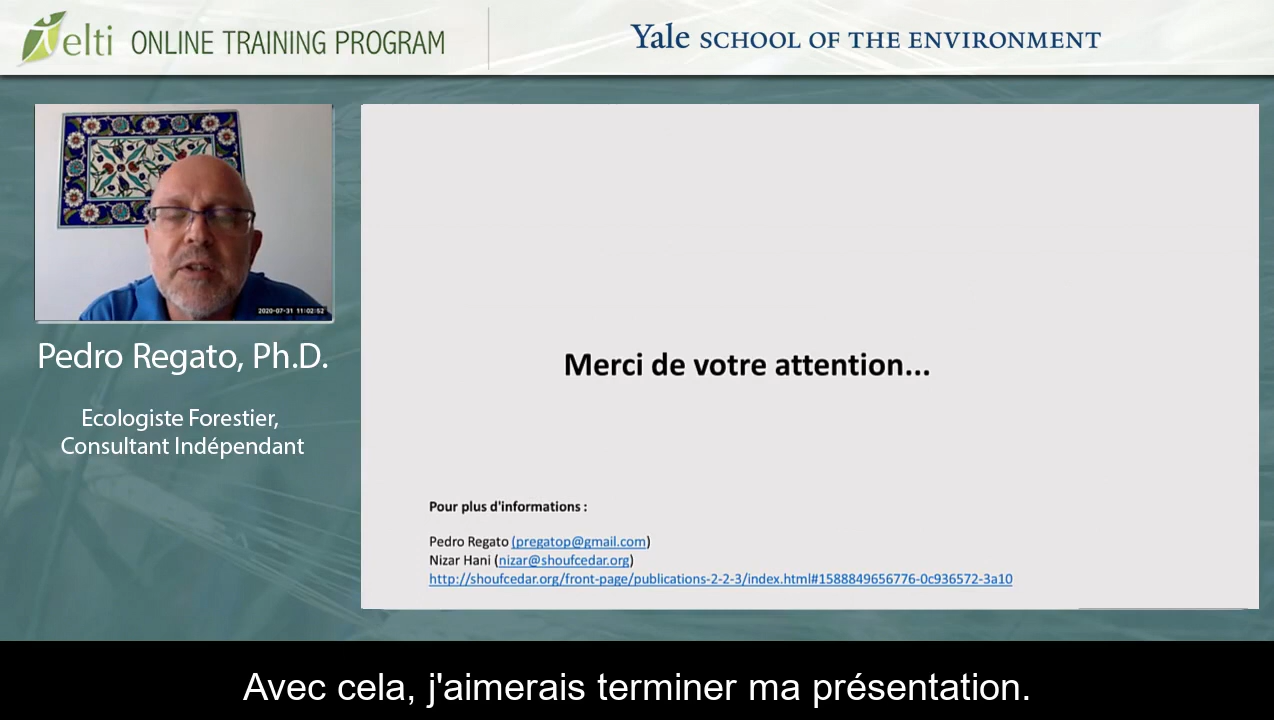 elti ONLINE TRAINING PROGRAM
Yale SCHOOL OF THE ENVIRONMENT
2020-07-31 11:02:52
Pedro Regato, Ph.D.
Ecologiste Forestier,
Consultant Indépendant
Merci de votre attention...
Pour plus d'informations :
Pedro Regato (pregatop@gmail.com)
Nizar Hani (nizar@shoufcedar.org)
http://shoufcedar.org/front-page/publications-2-2-3/index.html#1588849656776-0c936572-3a10
Avec cela, j'aimerais terminer ma présentation.